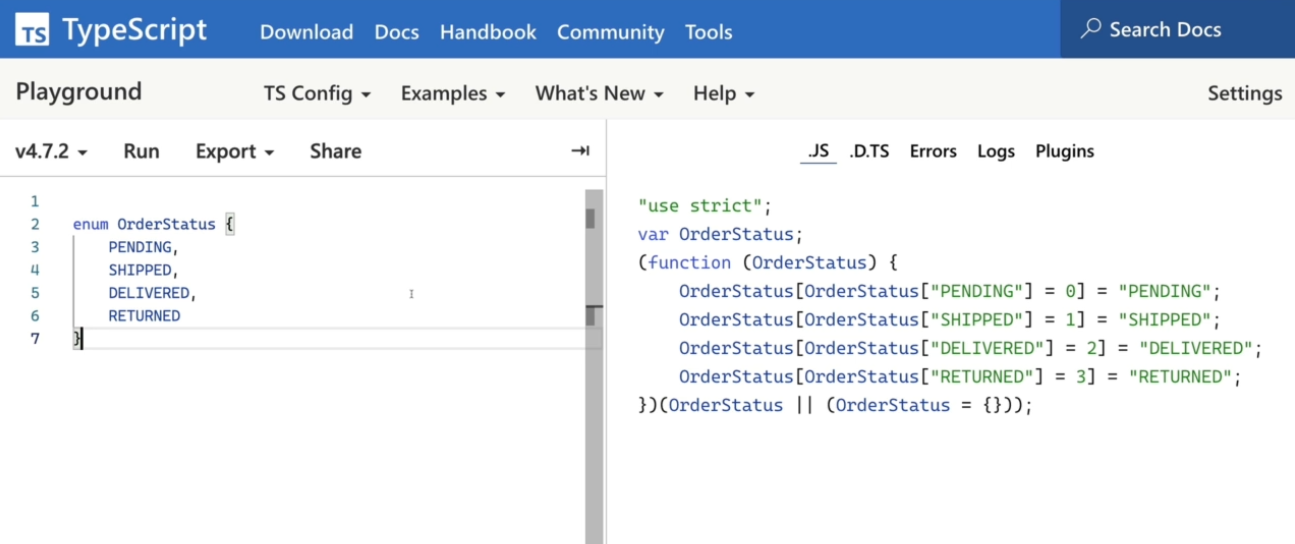 TS TypeScript Download Docs Handbook Community Tools Search Docs
Playground TS Config Examples What's New Help Settings
v4.7.2 Run Export Share
1
2 enum OrderStatus {
3 PENDING,
4 SHIPPED,
5 DELIVERED,
6 RETURNED
7 }
.JS .D.TS Errors Logs Plugins
"use strict";
var OrderStatus;
(function (OrderStatus) {
    OrderStatus[OrderStatus["PENDING"] = 0] = "PENDING";
    OrderStatus[OrderStatus["SHIPPED"] = 1] = "SHIPPED";
    OrderStatus[OrderStatus["DELIVERED"] = 2] = "DELIVERED";
    OrderStatus[OrderStatus["RETURNED"] = 3] = "RETURNED";
})(OrderStatus || (OrderStatus = {}));